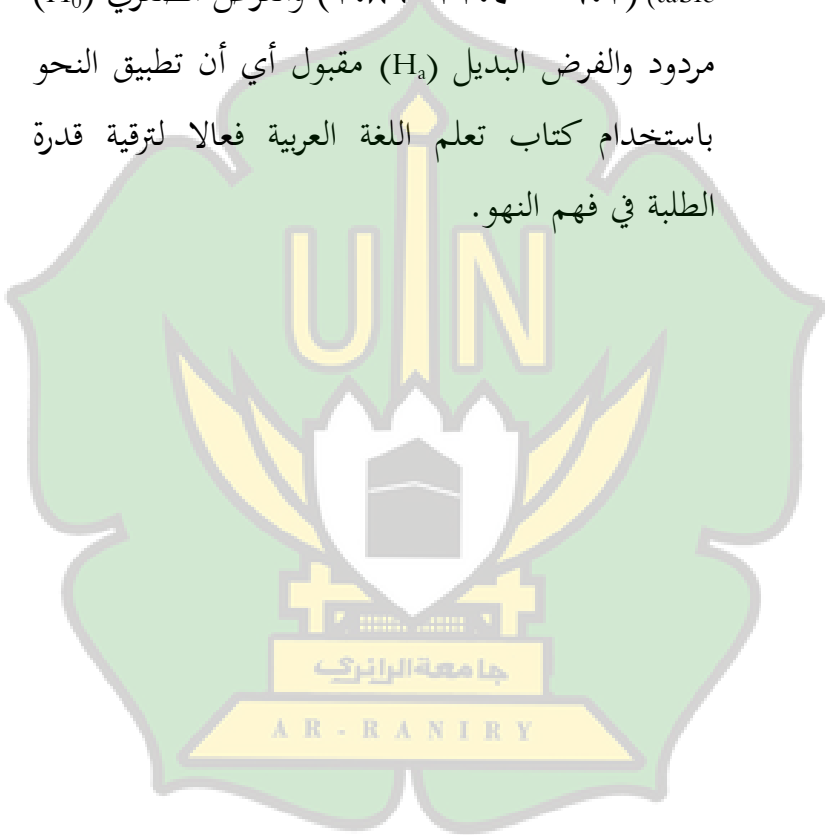 مردود والفرض البديل (Hₐ) مقبول أي أن تطبيق النحو
باستخدام كتاب تعلم اللغة العربية فعالا لترقية قدرة
الطلبة في فهم النهو.
UIN
جامعة الرانري
AR-RANIRY